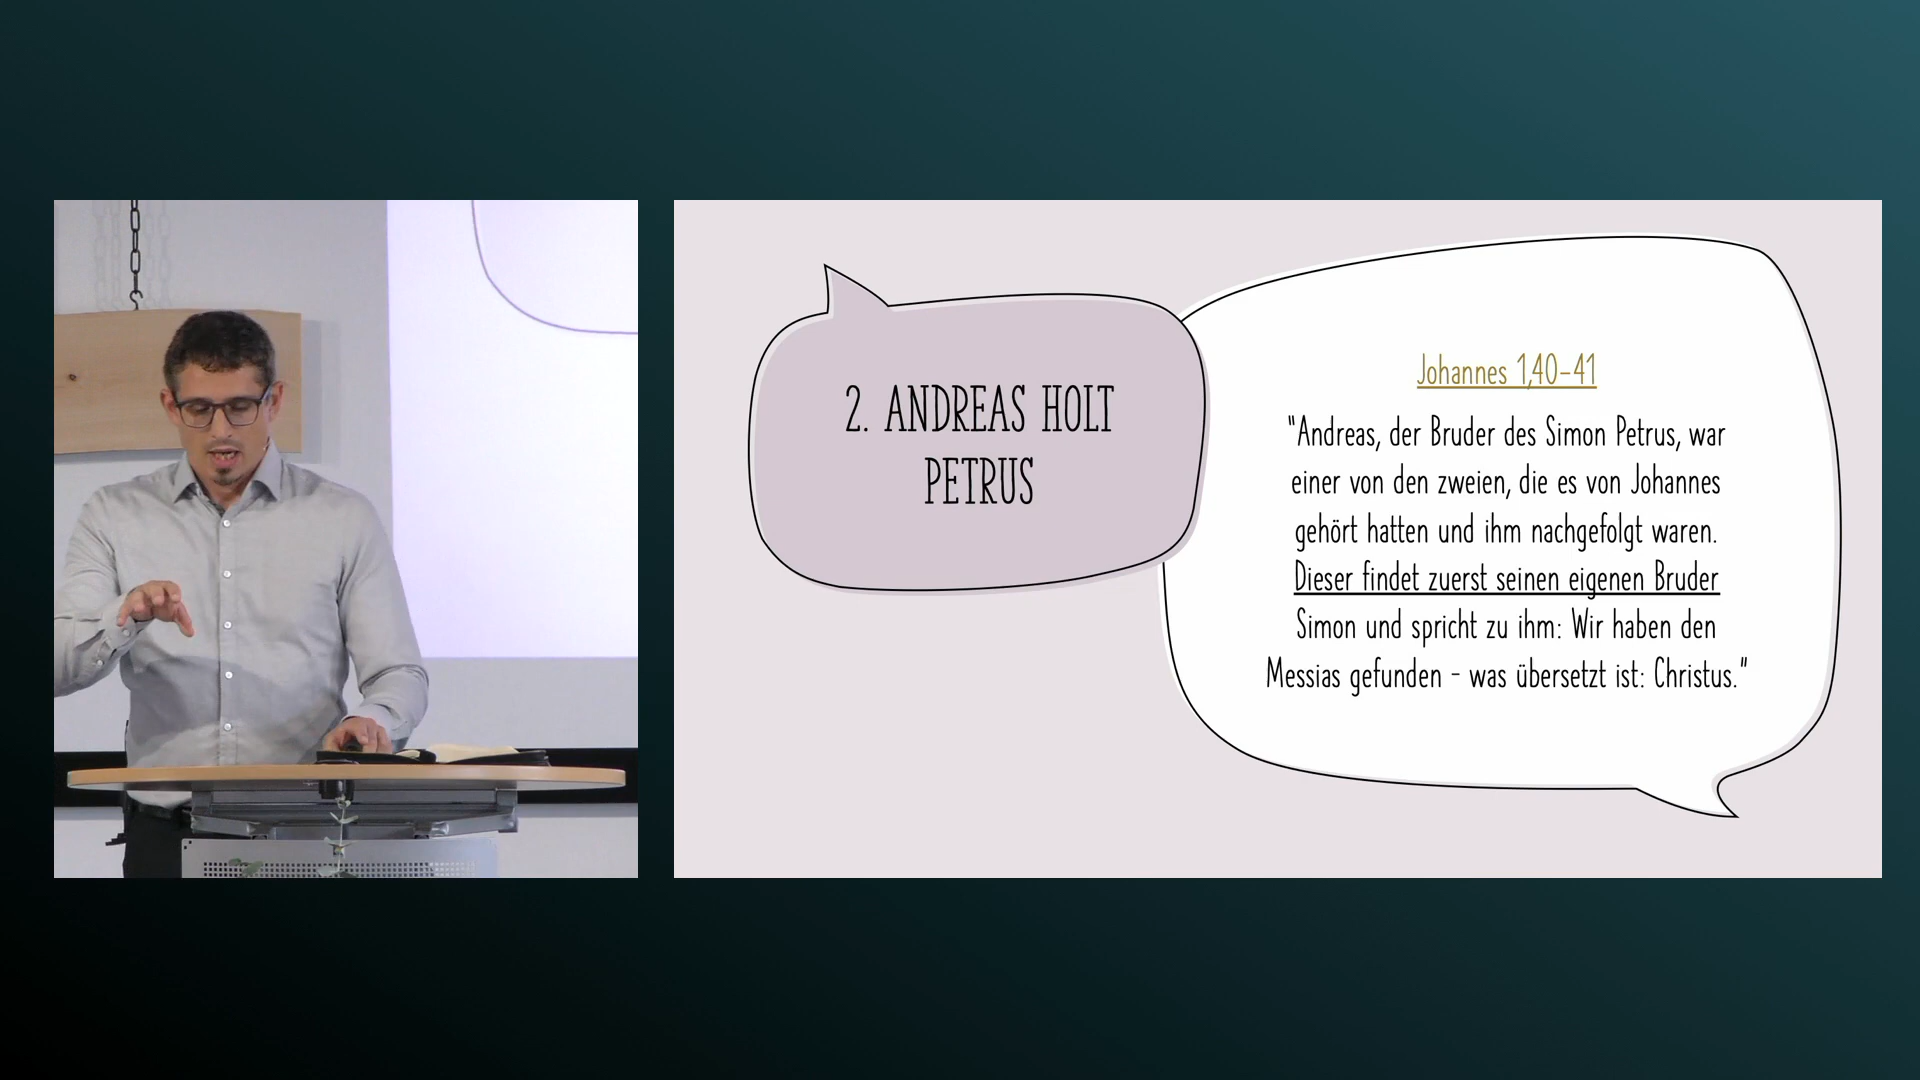 2. ANDREAS HOLT
PETRUS
Johannes 1,40-41
"Andreas, der Bruder des Simon Petrus, war
einer von den zweien, die es von Johannes
gehört hatten und ihm nachgefolgt waren.
Dieser findet zuerst seinen eigenen Bruder
Simon und spricht zu ihm: Wir haben den
Messias gefunden - was übersetzt ist: Christus."